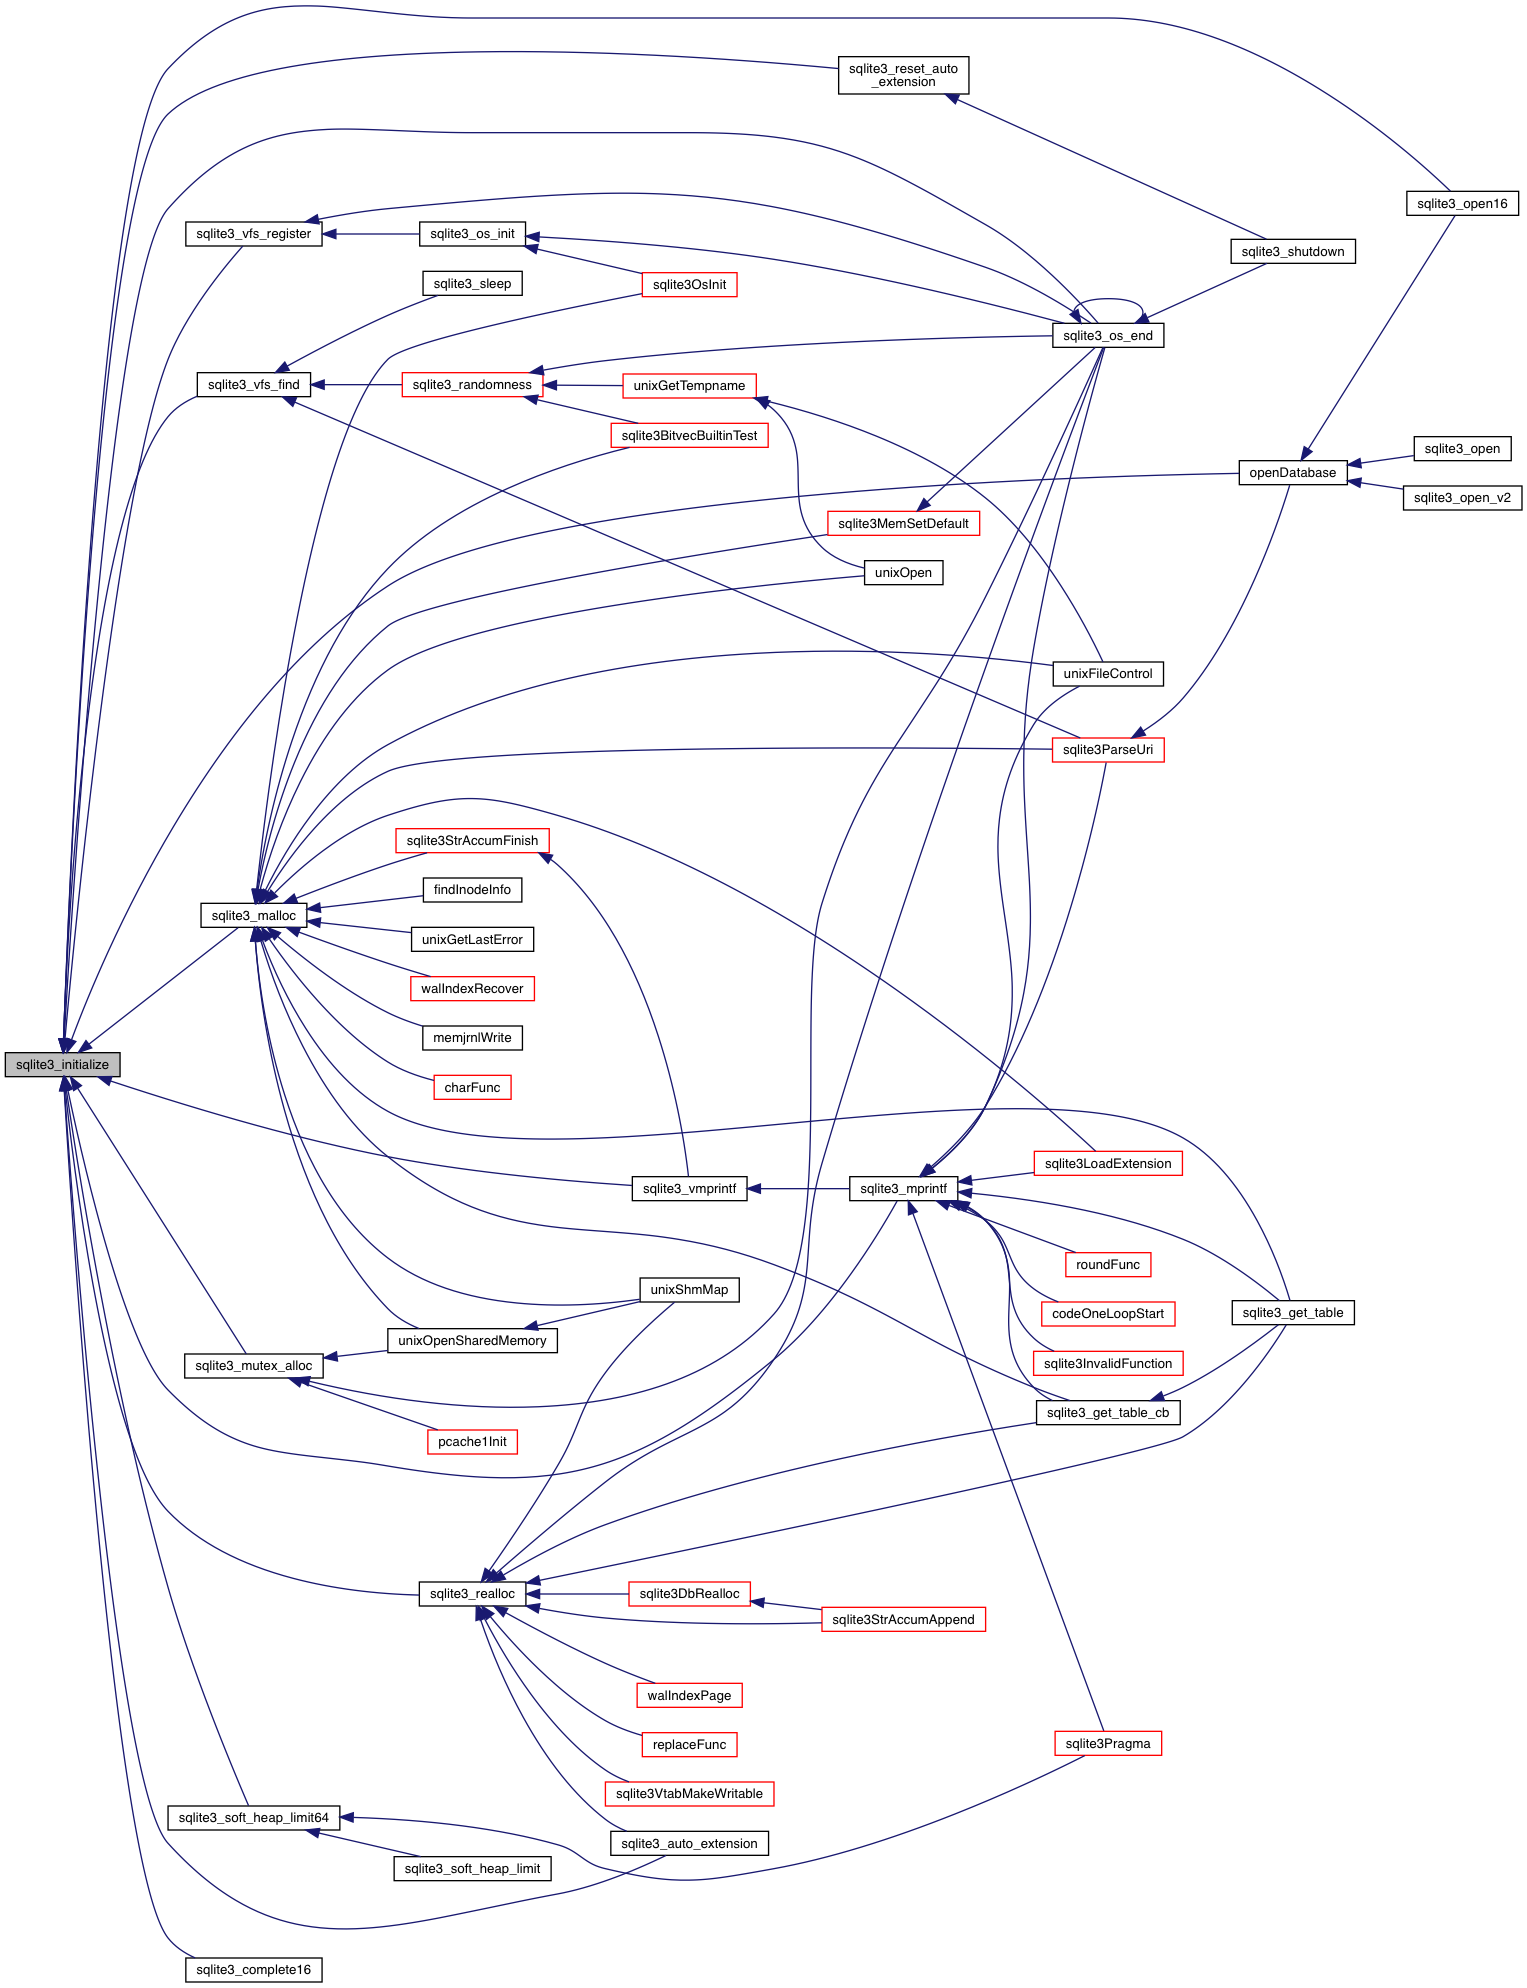 sqlite3_reset_auto
_extension
sqlite3_open16
sqlite3_vfs_register
sqlite3_os_init
sqlite3_shutdown
sqlite3_sleep
sqlite3OsInit
sqlite3_os_end
sqlite3_vfs_find
sqlite3_randomness
unixGetTempname
sqlite3BitvecBuiltinTest
sqlite3_open
openDatabase
sqlite3_open_v2
sqlite3MemSetDefault
unixOpen
unixFileControl
sqlite3ParseUri
sqlite3StrAccumFinish
findInodeInfo
sqlite3_malloc
unixGetLastError
walIndexRecover
memjrnlWrite
sqlite3_initialize
charFunc
sqlite3LoadExtension
sqlite3_vmprintf
sqlite3_mprintf
roundFunc
unixShmMap
codeOneLoopStart
sqlite3_get_table
unixOpenSharedMemory
sqlite3_mutex_alloc
sqlite3InvalidFunction
sqlite3_get_table_cb
pcache1Init
sqlite3_realloc
sqlite3DbRealloc
sqlite3StrAccumAppend
walIndexPage
replaceFunc
sqlite3Pragma
sqlite3VtabMakeWritable
sqlite3_soft_heap_limit64
sqlite3_auto_extension
sqlite3_soft_heap_limit
sqlite3_complete16